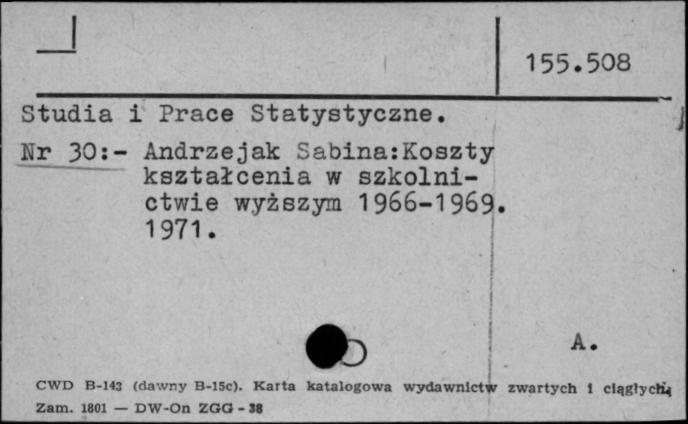 155.508
Studia i Prace Statystyczne.
Nr 30:- Andrzejak Sabina:Koszty
kształcenia w szkolni-
ctwie wyższym 1966-1969.
1971.
A.
CWD B-143 (dawny B-15c). Karta katalogowa wydawnictw zwartych i ciągłych
Zam. 1801 — DW-On ZGG - 38